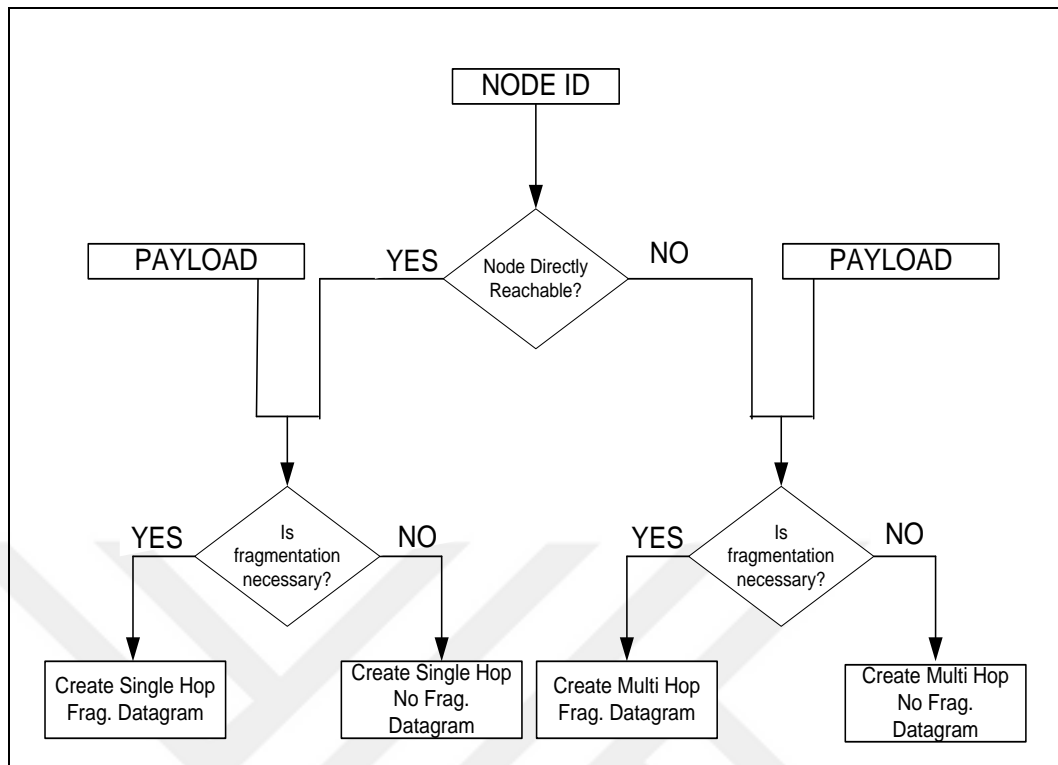 NODE ID
PAYLOAD
YES
Node Directly
Reachable?
NO
PAYLOAD
YES
Is
fragmentation
necessary?
NO
YES
Is
fragmentation
necessary?
NO
Create Single Hop
Frag. Datagram
Create Single Hop
No Frag.
Datagram
Create Multi Hop
Frag. Datagram
Create Multi Hop
No Frag.
Datagram